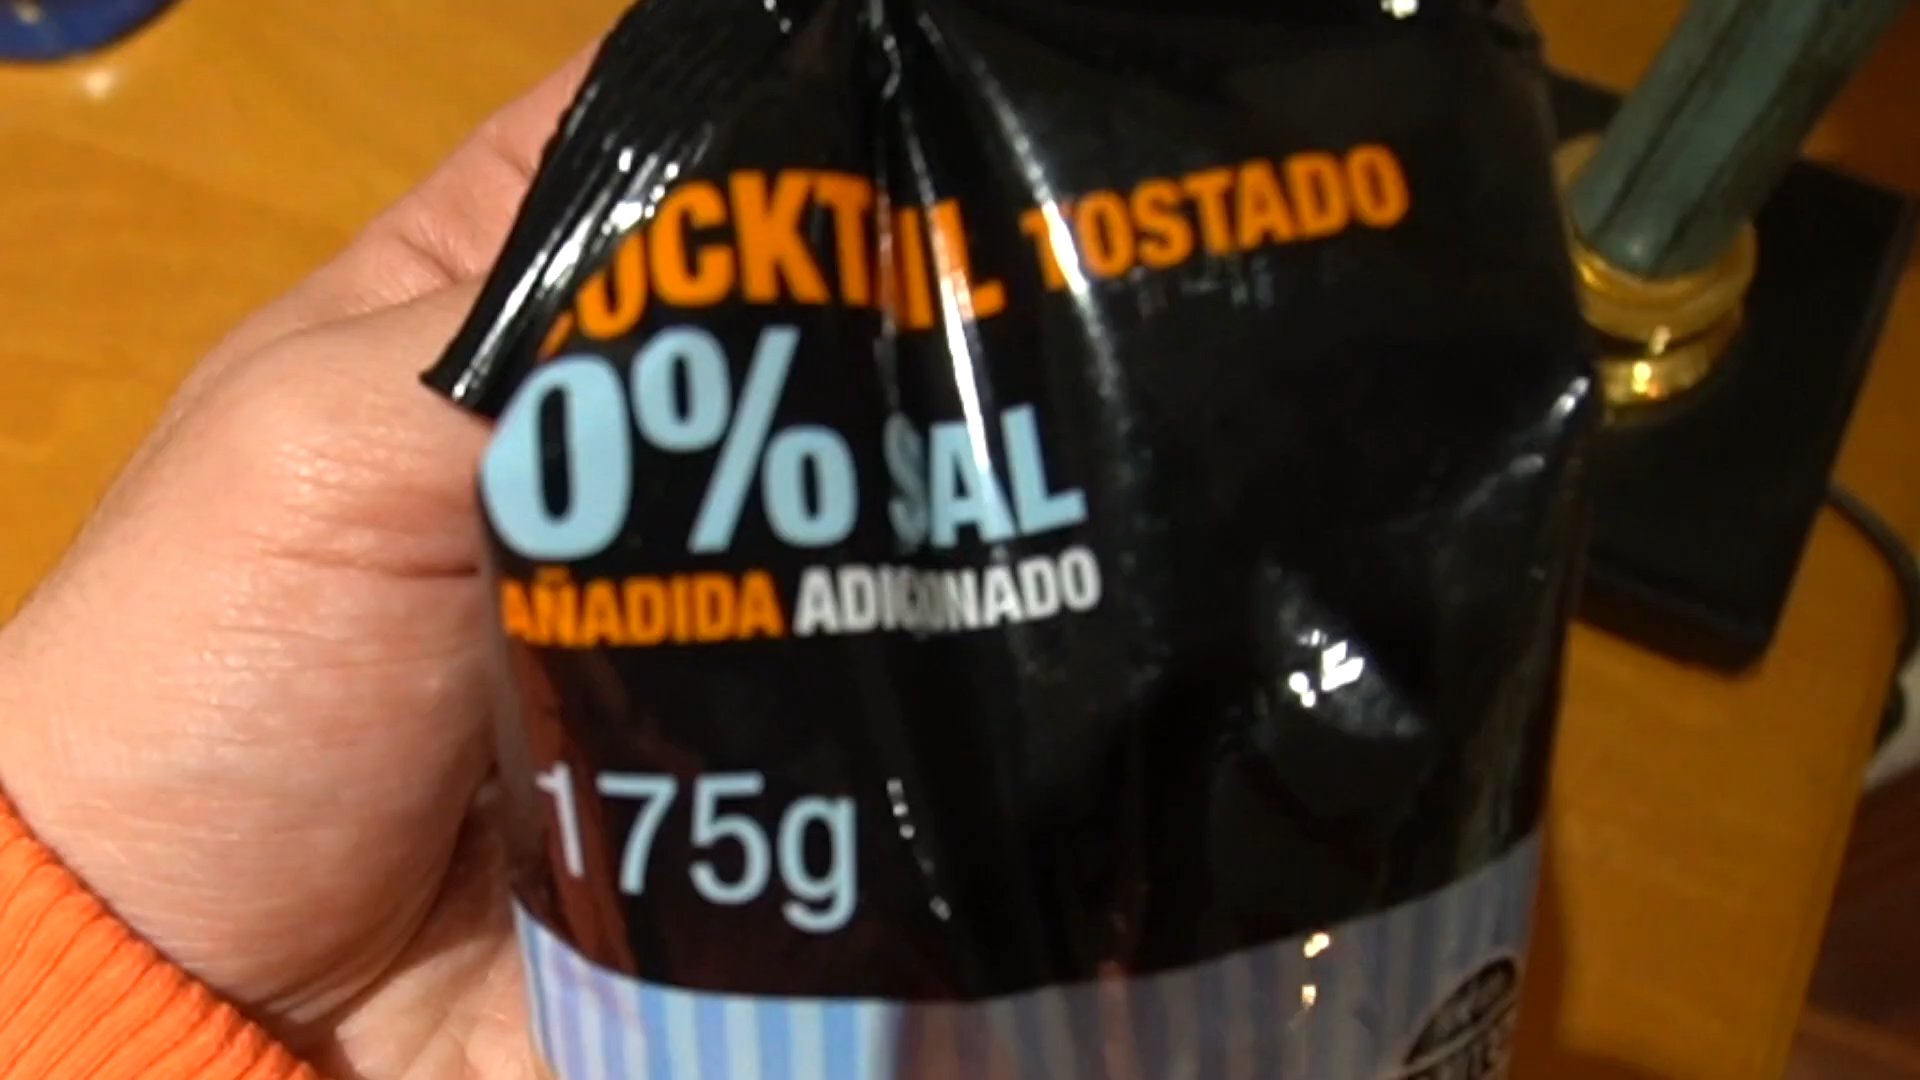 COCKTAIL TOSTADO
0% SAL
AÑADIDA ADICIONADO
175g